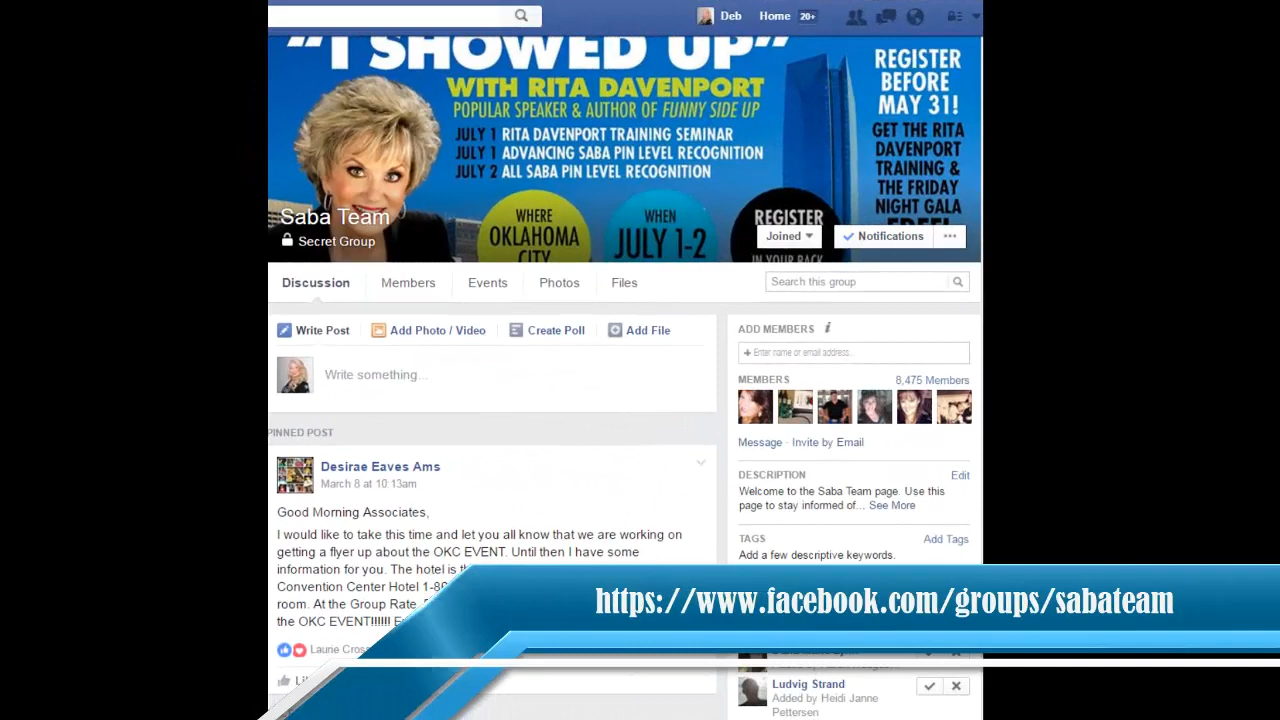 Deb Home 20+
"I SHOWED UP"
WITH RITA DAVENPORT
POPULAR SPEAKER & AUTHOR OF FUNNY SIDE UP
JULY 1 RITA DAVENPORT TRAINING SEMINAR
JULY 1 ADVANCING SABA PIN LEVEL RECOGNITION
JULY 2 ALL SABA PIN LEVEL RECOGNITION
REGISTER
BEFORE
MAY 31!
GET THE RITA
DAVENPORT
TRAINING &
THE FRIDAY
NIGHT GALA
FREE!
WHERE
OKLAHOMA
CITY
WHEN
JULY 1-2
REGISTER
IN YOUR BACK
Saba Team
Secret Group
Joined Notifications ...
Discussion Members Events Photos Files Search this group
Write Post Add Photo / Video Create Poll Add File
Write something...
PINNED POST
Desirae Eaves Ams
March 8 at 10:13am
Good Morning Associates,
I would like to take this time and let you all know that we are working on
getting a flyer up about the OKC EVENT. Until then I have some
information for you. The hotel is
Convention Center Hotel 1-80
room. At the Group Rate.
the OKC EVENT!!!!!!
Laune Cross
ADD MEMBERS i
+ Enter name or email address..
MEMBERS 8,475 Members
Message · Invite by Email
DESCRIPTION Edit
Welcome to the Saba Team page. Use this
page to stay informed of... See More
TAGS Add Tags
Add a few descriptive keywords.
https://www.facebook.com/groups/sabateam
Ludvig Strand
Added by Heidi Janne
Pettersen